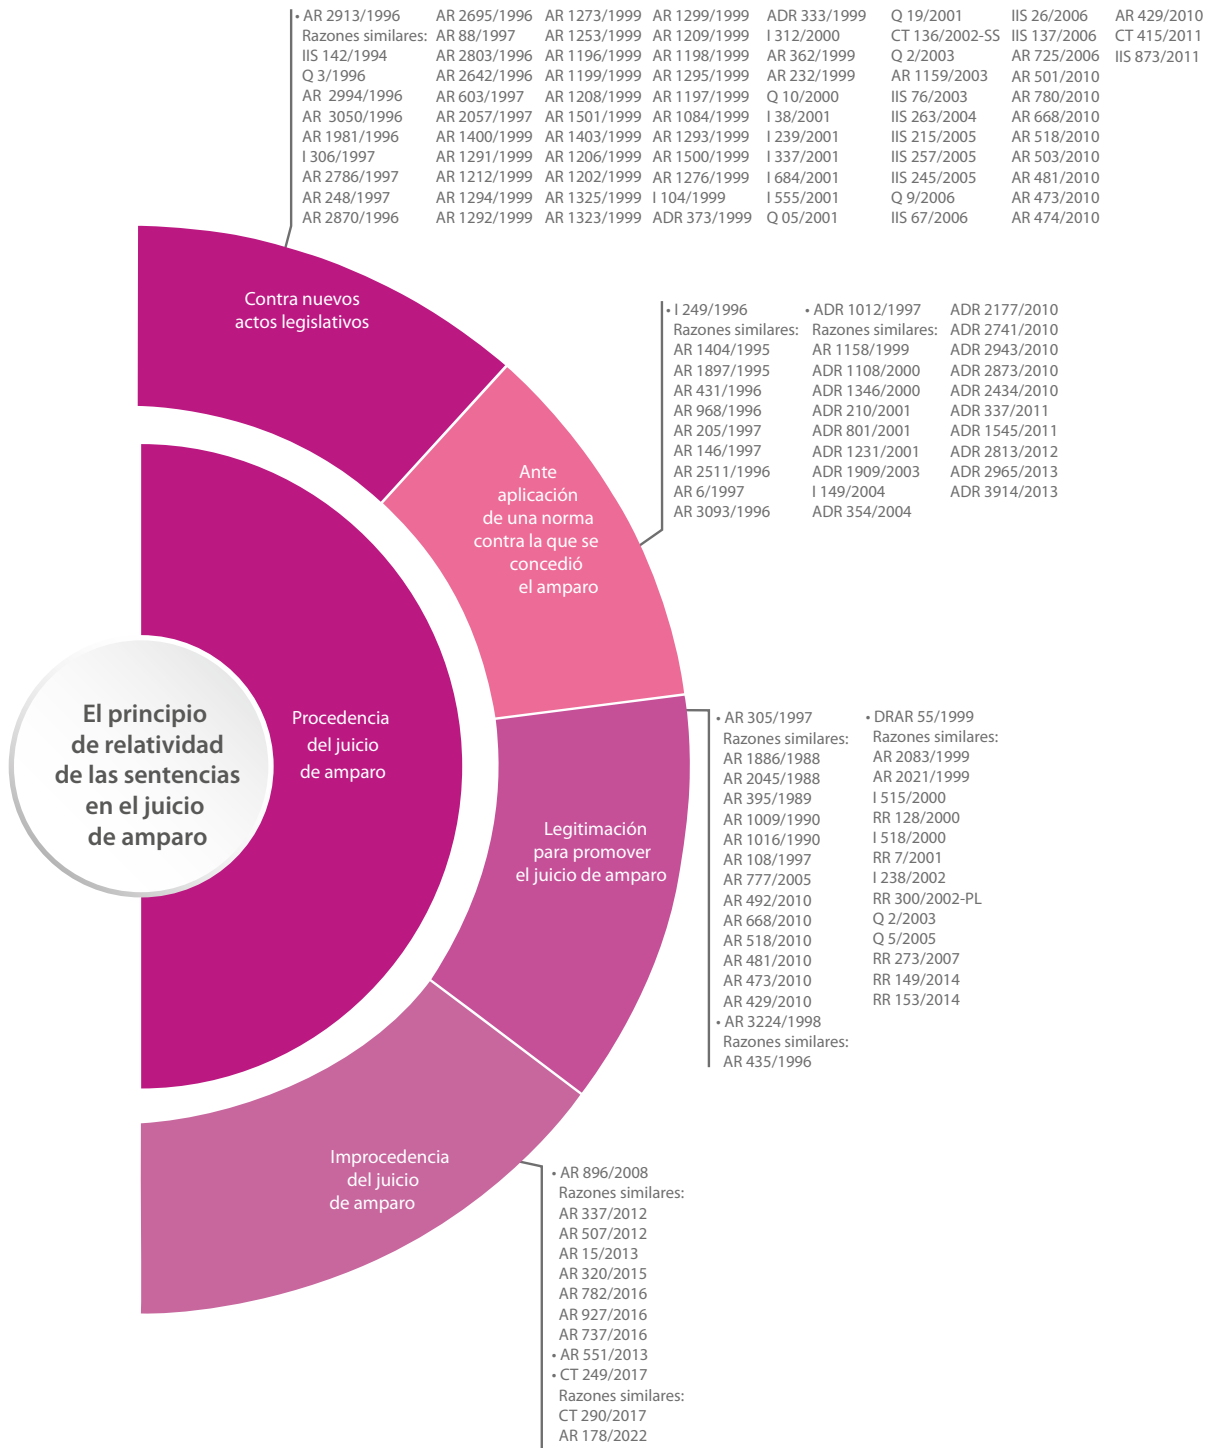 • AR 2913/1996
Razones similares:
IIS 142/1994
Q 3/1996
AR 2994/1996
AR 3050/1996
AR 1981/1996
I 306/1997
AR 2786/1997
AR 248/1997
AR 2870/1996
AR 2695/1996
AR 88/1997
AR 2803/1996
AR 2642/1996
AR 603/1997
AR 2057/1997
AR 1400/1999
AR 1291/1999
AR 1212/1999
AR 1294/1999
AR 1292/1999
AR 1273/1999
AR 1253/1999
AR 1196/1999
AR 1199/1999
AR 1208/1999
AR 1501/1999
AR 1403/1999
AR 1206/1999
AR 1202/1999
AR 1325/1999
AR 1323/1999
AR 1299/1999
AR 1209/1999
AR 1198/1999
AR 1295/1999
AR 1197/1999
AR 1084/1999
AR 1293/1999
AR 1500/1999
AR 1276/1999
I 104/1999
ADR 373/1999
ADR 333/1999
I 312/2000
AR 362/1999
AR 232/1999
Q 10/2000
I 38/2001
I 239/2001
I 337/2001
I 684/2001
I 555/2001
Q 05/2001
Q 19/2001
CT 136/2002-SS
Q 2/2003
AR 1159/2003
IIS 76/2003
IIS 263/2004
IIS 215/2005
IIS 257/2005
IIS 245/2005
Q 9/2006
IIS 67/2006
IIS 26/2006
IIS 137/2006
AR 725/2006
AR 501/2010
AR 780/2010
AR 668/2010
AR 518/2010
AR 503/2010
AR 481/2010
AR 473/2010
AR 474/2010
AR 429/2010
CT 415/2011
IIS 873/2011
Contra nuevos
actos legislativos
• I 249/1996
Razones similares:
AR 1404/1995
AR 1897/1995
AR 431/1996
AR 968/1996
AR 205/1997
AR 146/1997
AR 2511/1996
AR 6/1997
AR 3093/1996
• ADR 1012/1997
Razones similares:
AR 1158/1999
ADR 1108/2000
ADR 1346/2000
ADR 210/2001
ADR 801/2001
ADR 1231/2001
ADR 1909/2003
I 149/2004
ADR 354/2004
ADR 2177/2010
ADR 2741/2010
ADR 2943/2010
ADR 2873/2010
ADR 2434/2010
ADR 337/2011
ADR 1545/2011
ADR 2813/2012
ADR 2965/2013
ADR 3914/2013
Ante
aplicación
de una norma
contra la que se
concedió
el amparo
El principio
de relatividad
de las sentencias
en el juicio
de amparo
Procedencia
del juicio
de amparo
Legitimación
para promover
el juicio de amparo
• AR 305/1997
Razones similares:
AR 1886/1988
AR 2045/1988
AR 395/1989
AR 1009/1990
AR 1016/1990
AR 108/1997
AR 777/2005
AR 492/2010
AR 668/2010
AR 518/2010
AR 481/2010
AR 473/2010
AR 429/2010
• AR 3224/1998
Razones similares:
AR 435/1996
• DRAR 55/1999
Razones similares:
AR 2083/1999
AR 2021/1999
I 515/2000
RR 128/2000
I 518/2000
RR 7/2001
I 238/2002
RR 300/2002-PL
Q 2/2003
Q 5/2005
RR 273/2007
RR 149/2014
RR 153/2014
Improcedencia
del juicio
de amparo
• AR 896/2008
Razones similares:
AR 337/2012
AR 507/2012
AR 15/2013
AR 320/2015
AR 782/2016
AR 927/2016
AR 737/2016
• AR 551/2013
• CT 249/2017
Razones similares:
CT 290/2017
AR 178/2022